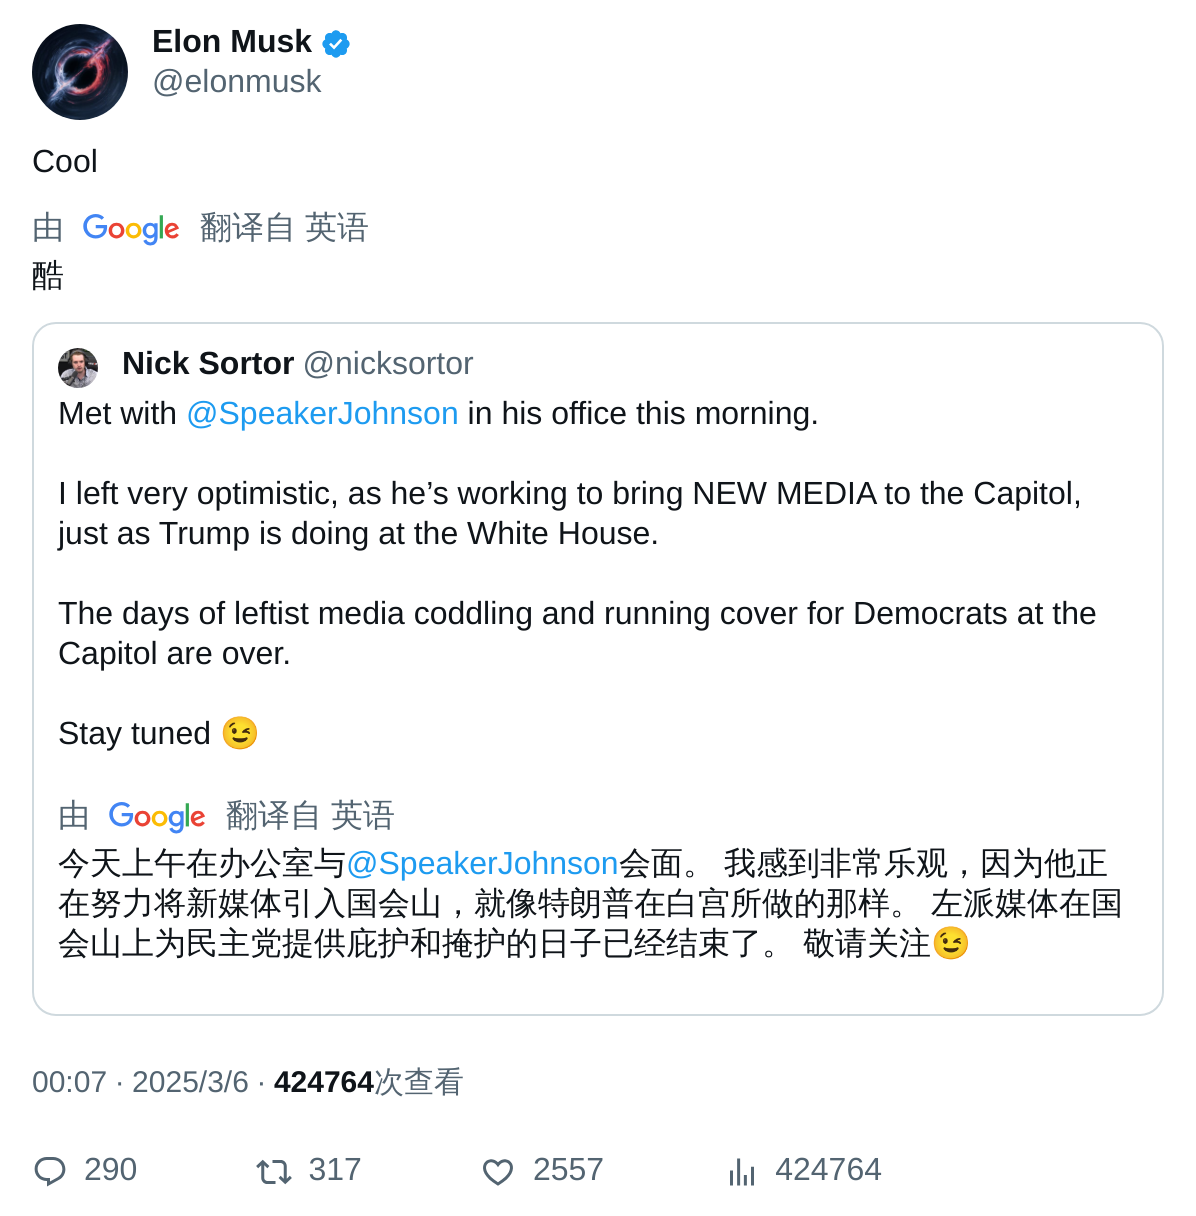 Elon Musk
@elonmusk
Cool
由 Google 翻译自 英语
酷
Nick Sortor @nicksortor
Met with @SpeakerJohnson in his office this morning.
I left very optimistic, as he’s working to bring NEW MEDIA to the Capitol,
just as Trump is doing at the White House.
The days of leftist media coddling and running cover for Democrats at the
Capitol are over.
Stay tuned 😉
由 Google 翻译自 英语
今天上午在办公室与@SpeakerJohnson会面。 我感到非常乐观，因为他正
在努力将新媒体引入国会山，就像特朗普在白宫所做的那样。 左派媒体在国
会山上为民主党提供庇护和掩护的日子已经结束了。 敬请关注😉
00:07 · 2025/3/6 · 424764次查看
290 317 2557 424764